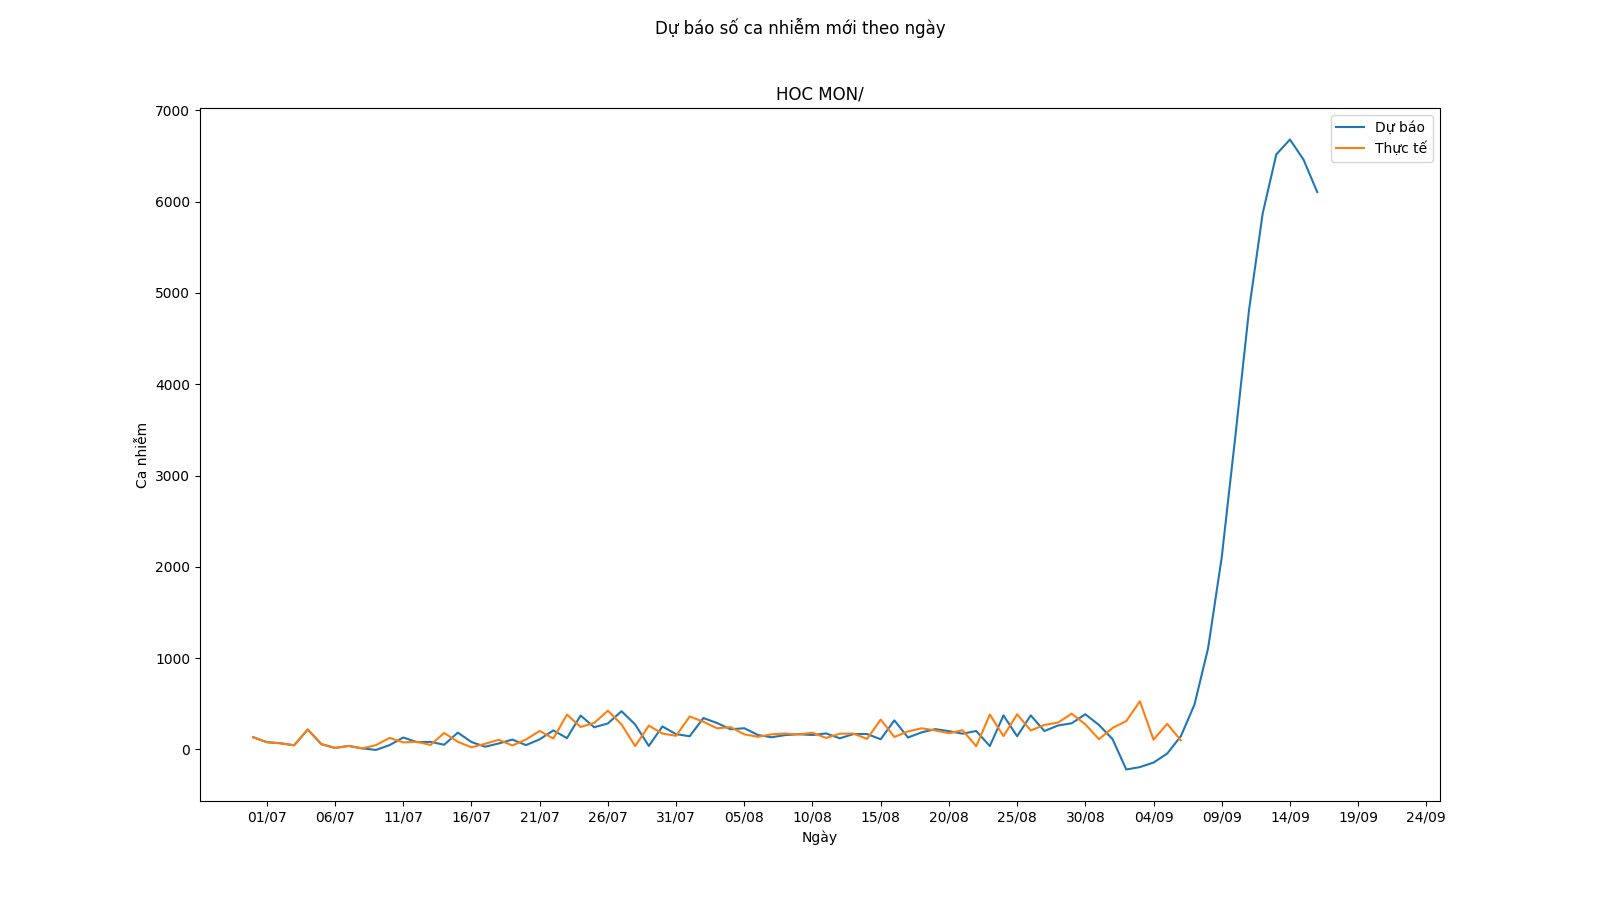 Dự báo số ca nhiễm mới theo ngày
HOC MON/
7000
6000
5000
4000
3000
2000
1000
0
Ca nhiễm
Dự báo
Thực tế
01/07 06/07 11/07 16/07 21/07 26/07 31/07 05/08 10/08 15/08 20/08 25/08 30/08 04/09 09/09 14/09 19/09 24/09
Ngày